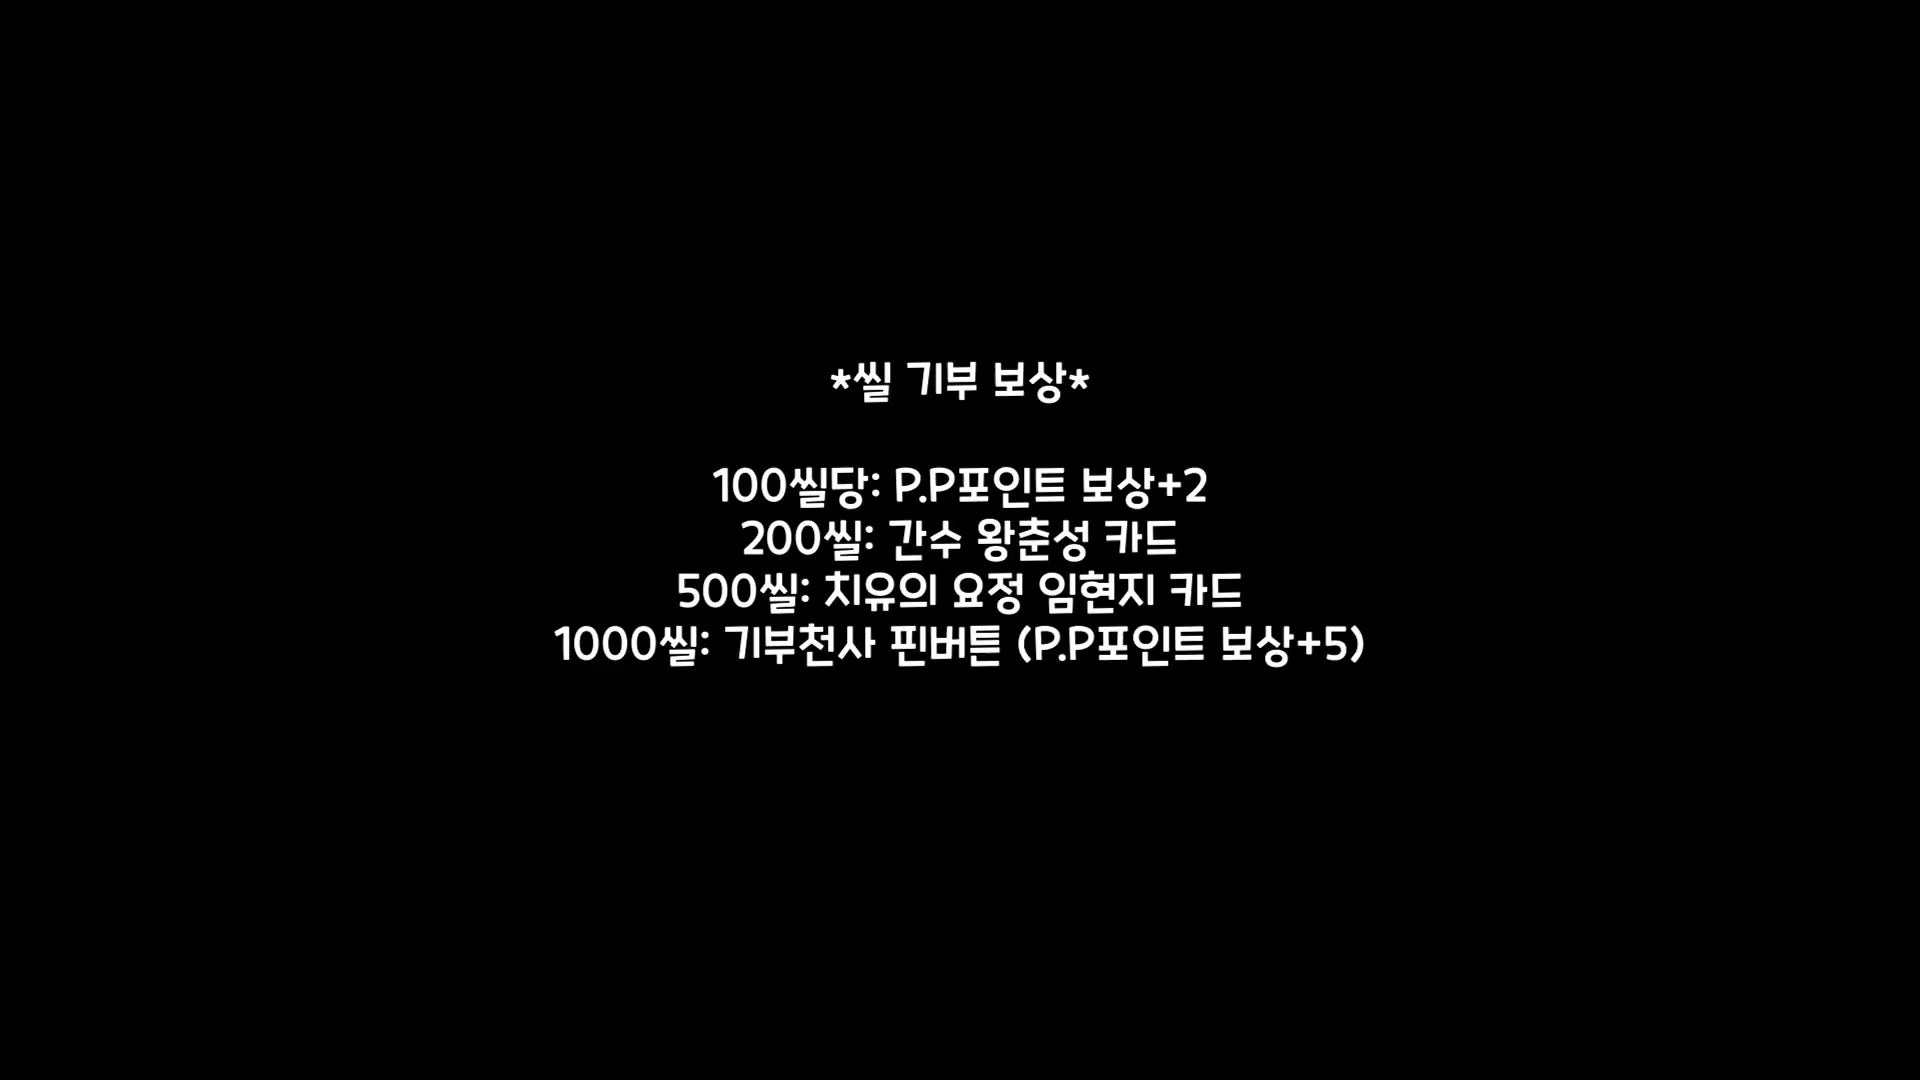 *씰 기부 보상*
100씰당: P.P포인트 보상+2
200씰: 간수 왕춘성 카드
500씰: 치유의 요정 임현지 카드
1000씰: 기부천사 핀버튼 (P.P포인트 보상+5)